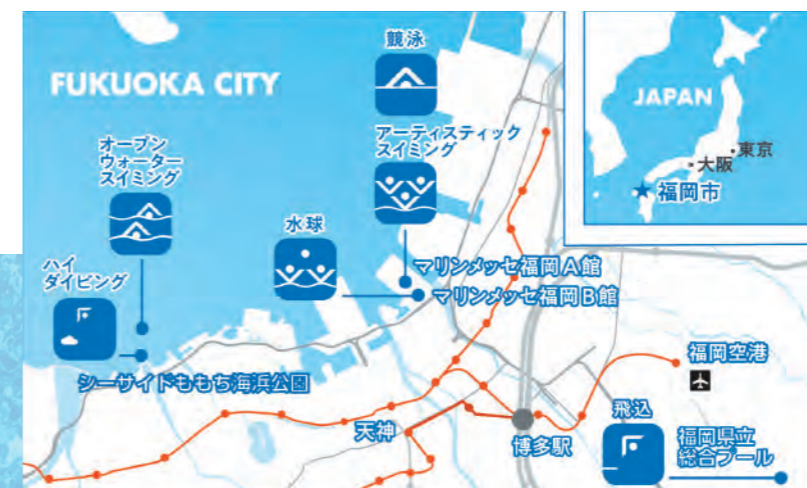 FUKUOKA CITY
競泳
アーティスティック
スイミング
オープン
ウォーター
スイミング
水球
ハイ
ダイビング
マリンメッセ福岡A館
マリンメッセ福岡B館
シーサイドももち海浜公園
天神
博多駅
福岡空港
飛込
福岡県立
総合プール
JAPAN
東京
大阪
福岡市